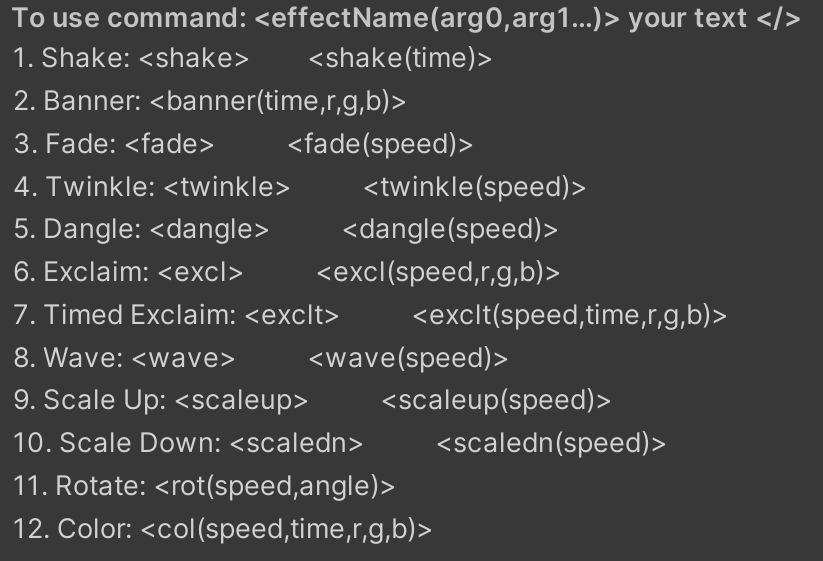 To use command: <effectName(arg0,arg1...)> your text </>
1. Shake: <shake> <shake(time)>
2. Banner: <banner(time,r,g,b)>
3. Fade: <fade> <fade(speed)>
4. Twinkle: <twinkle> <twinkle(speed)>
5. Dangle: <dangle> <dangle(speed)>
6. Exclaim: <excl> <excl(speed,r,g,b)>
7. Timed Exclaim: <exclt> <exclt(speed,time,r,g,b)>
8. Wave: <wave> <wave(speed)>
9. Scale Up: <scaleup> <scaleup(speed)>
10. Scale Down: <scaledn> <scaledn(speed)>
11. Rotate: <rot(speed,angle)>
12. Color: <col(speed,time,r,g,b)>